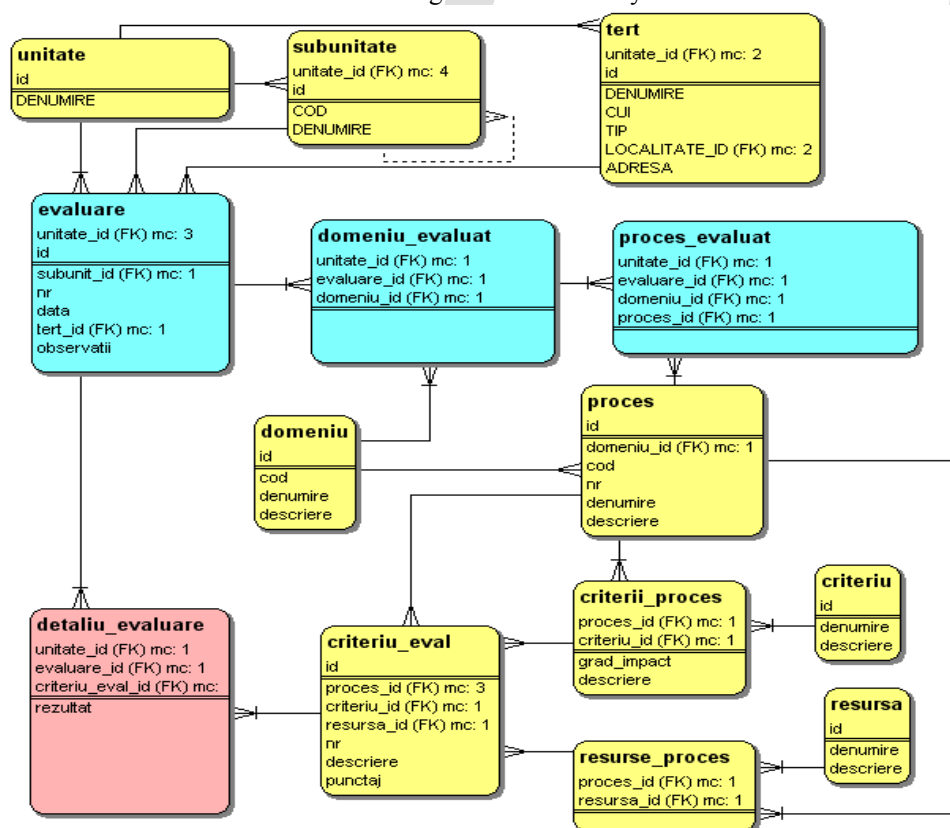 unitate
id
DENUMIRE
subunitate
unitate_id (FK) mc: 4
id
COD
DENUMIRE
tert
unitate_id (FK) mc: 2
id
DENUMIRE
CUI
TIP
LOCALITATE_ID (FK) mc: 2
ADRESA
evaluare
unitate_id (FK) mc: 3
id
subunit_id (FK) mc: 1
nr
data
tert_id (FK) mc: 1
observatii
domeniu_evaluat
unitate_id (FK) mc: 1
evaluare_id (FK) mc: 1
domeniu_id (FK) mc: 1
proces_evaluat
unitate_id (FK) mc: 1
evaluare_id (FK) mc: 1
domeniu_id (FK) mc: 1
proces_id (FK) mc: 1
domeniu
id
cod
denumire
descriere
proces
id
domeniu_id (FK) mc: 1
cod
nr
denumire
descriere
detaliu_evaluare
unitate_id (FK) mc: 1
evaluare_id (FK) mc: 1
criteriu_eval_id (FK) mc:
rezultat
criteriu_eval
id
proces_id (FK) mc: 3
criteriu_id (FK) mc: 1
resursa_id (FK) mc: 1
nr
descriere
punctaj
criterii_proces
proces_id (FK) mc: 1
criteriu_id (FK) mc: 1
grad_impact
descriere
criteriu
id
denumire
descriere
resursa
id
denumire
descriere
resurse_proces
proces_id (FK) mc: 1
resursa_id (FK) mc: 1